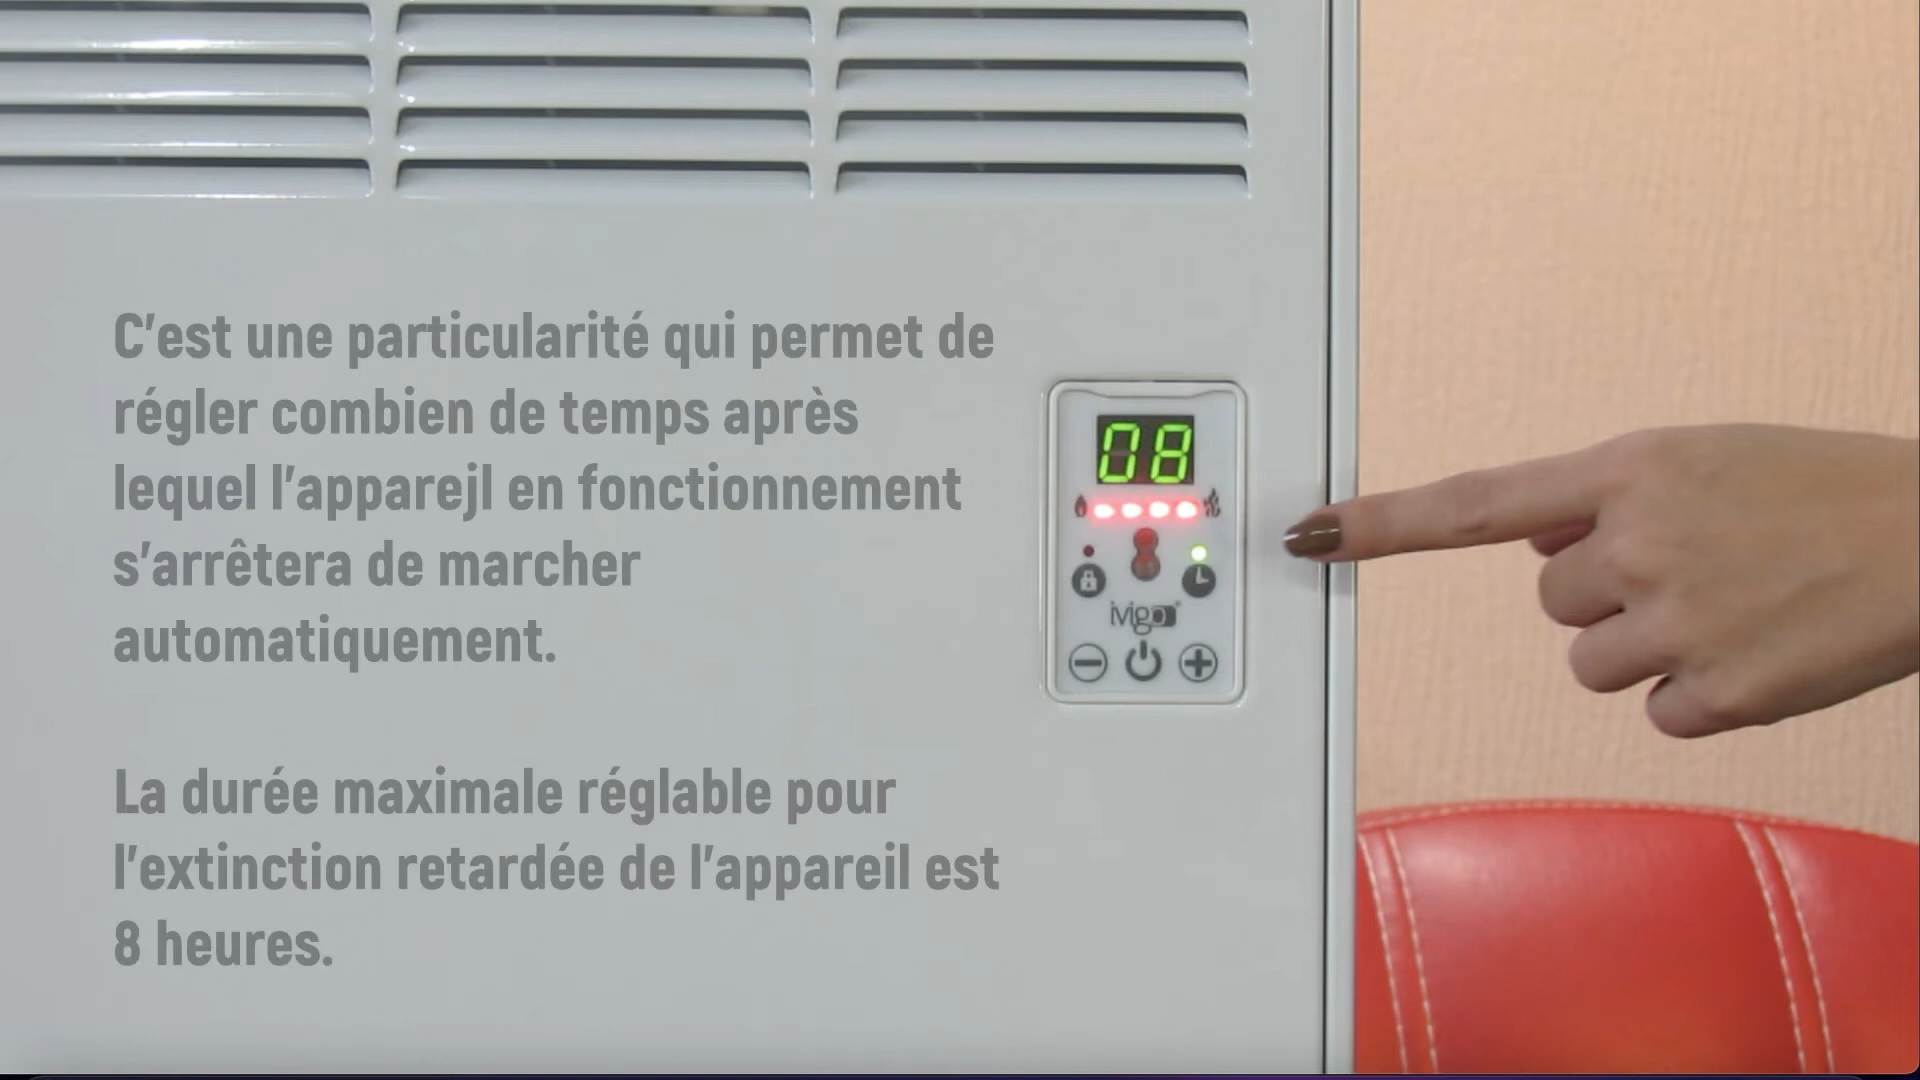 C'est une particularité qui permet de
régler combien de temps après
lequel l'apparejl en fonctionnement
s'arrêtera de marcher
automatiquement.
La durée maximale réglable pour
l'extinction retardée de l'appareil est
8 heures.
08
ivigo